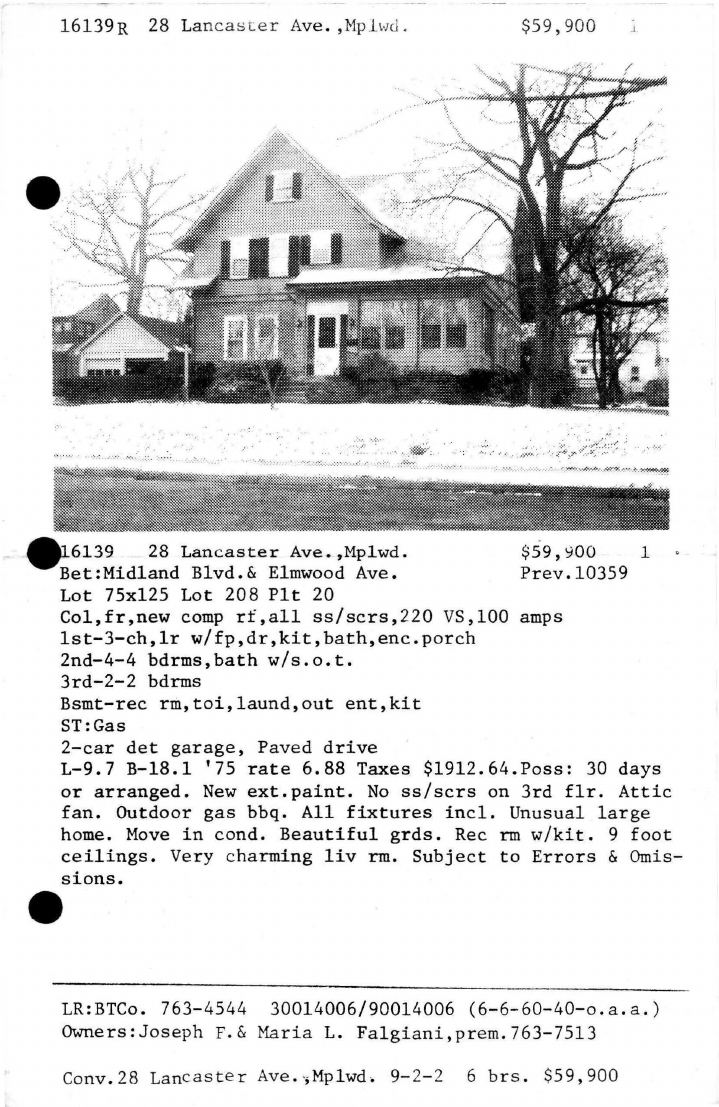 16139R 28 Lancaster Ave.,Mplwd. $59,900 1
16139 28 Lancaster Ave.,Mplwd. $59,900 1
Bet:Midland Blvd.& Elmwood Ave. Prev.10359
Lot 75x125 Lot 208 Plt 20
Col,fr,new comp rf,all ss/scrs,220 VS,100 amps
1st-3-ch,lr w/fp,dr,kit,bath,enc.porch
2nd-4-4 bdrms,bath w/s.o.t.
3rd-2-2 bdrms
Bsmt-rec rm,toi,laund,out ent,kit
ST:Gas
2-car det garage, Paved drive
L-9.7 B-18.1 '75 rate 6.88 Taxes $1912.64.Poss: 30 days
or arranged. New ext.paint. No ss/scrs on 3rd flr. Attic
fan. Outdoor gas bbq. All fixtures incl. Unusual large
home. Move in cond. Beautiful grds. Rec rm w/kit. 9 foot
ceilings. Very charming liv rm. Subject to Errors & Omis-
sions.
LR:BTCo. 763-4544 30014006/90014006 (6-6-60-40-o.a.a.)
Owners:Joseph F.& Maria L. Falgiani,prem.763-7513
Conv.28 Lancaster Ave.,Mplwd. 9-2-2 6 brs. $59,900